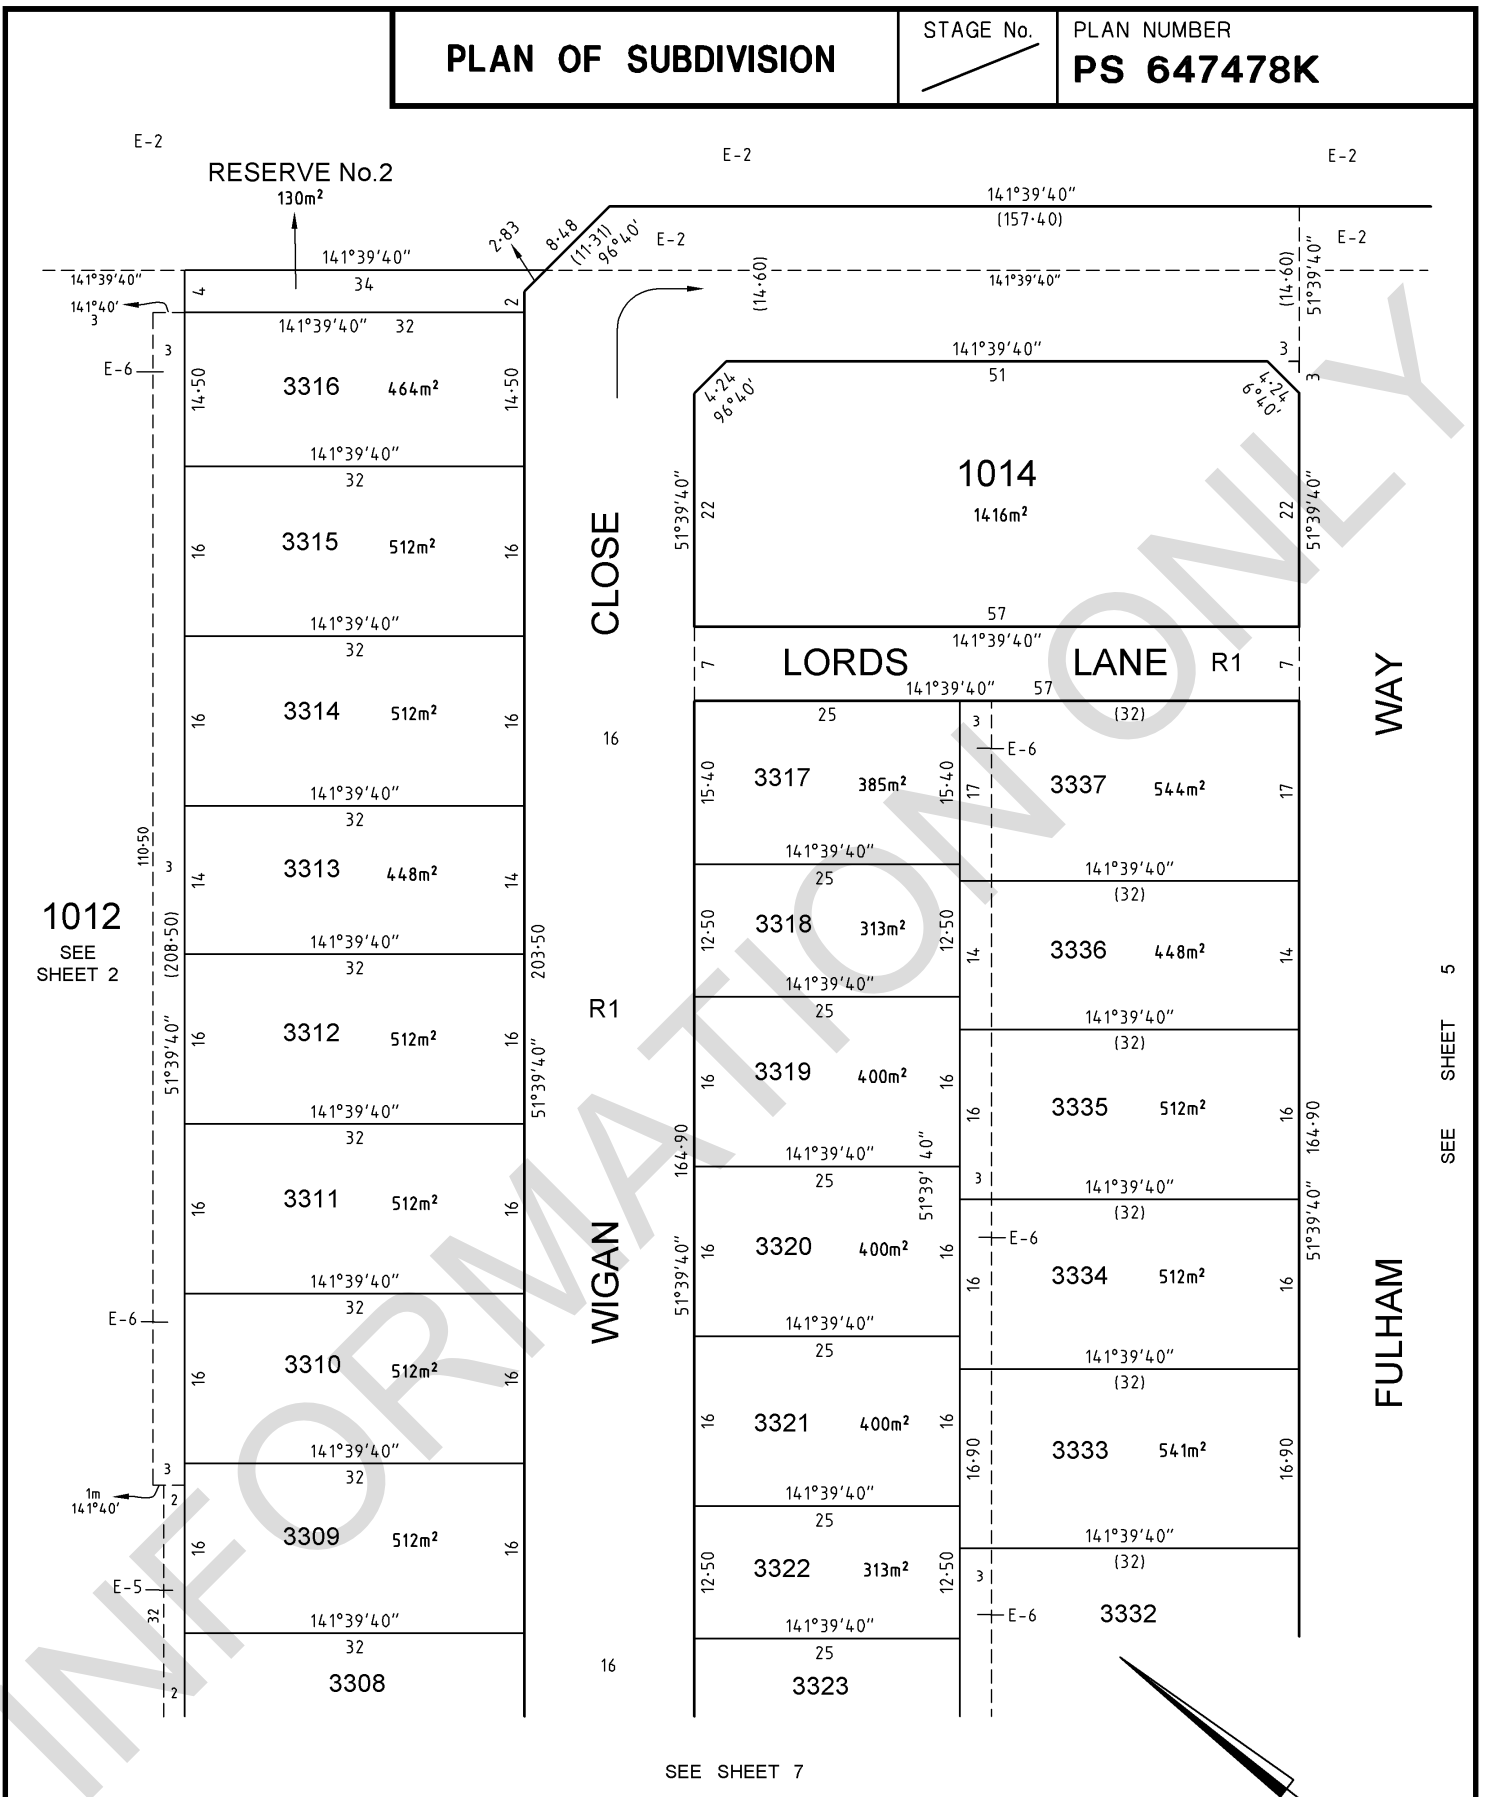 PLAN OF SUBDIVISION
STAGE No.
PLAN NUMBER
PS 647478K
E-2
E-2
E-2
RESERVE No.2
130m²
141°39'40"
34
4
2
2·83
8·48
(11·31)
96°40'
E-2
141°39'40"
(157·40)
E-2
(14·60)
141°39'40"
(14·60)
51°39'40"
141°39'40"
141°40'
3
141°39'40" 32
3
E-6
14·50
3316 464m²
14·50
141°39'40"
32
16
3315 512m²
16
141°39'40"
32
16
3314 512m²
16
141°39'40"
32
110·50
3
14
3313 448m²
14
141°39'40"
32
1012
SEE
SHEET 2
(208·50)
51°39'40"
203·50
51°39'40"
16
3312 512m²
16
141°39'40"
32
16
3311 512m²
16
141°39'40"
32
E-6
16
3310 512m²
16
141°39'40"
32
3
1m
141°40'
2
16
3309 512m²
16
E-5
32
141°39'40"
32
2
3308
WIGAN CLOSE
16
R1
16
141°39'40"
51
4·24
96°40'
4·24
6°40'
3
3
51°39'40"
22
1014
1416m²
22
51°39'40"
57
141°39'40"
7
LORDS LANE R1
7
141°39'40" 57
25
15·40
3317 385m²
15·40
141°39'40"
25
12·50
3318 313m²
12·50
141°39'40"
25
16
3319 400m²
16
164·90
51°39'40"
141°39'40"
25
51°39' 40"
16
3320 400m²
16
141°39'40"
25
16
3321 400m²
16
141°39'40"
25
12·50
3322 313m²
12·50
141°39'40"
25
3323
(32)
3
E-6
17
3337 544m²
17
141°39'40"
(32)
14
3336 448m²
14
141°39'40"
(32)
16
3335 512m²
16
3
141°39'40"
(32)
E-6
16
3334 512m²
16
164·90
51°39'40"
141°39'40"
(32)
16·90
3333 541m²
16·90
141°39'40"
(32)
3
E-6
3332
FULHAM WAY
SEE SHEET 5
SEE SHEET 7
INFORMATION ONLY